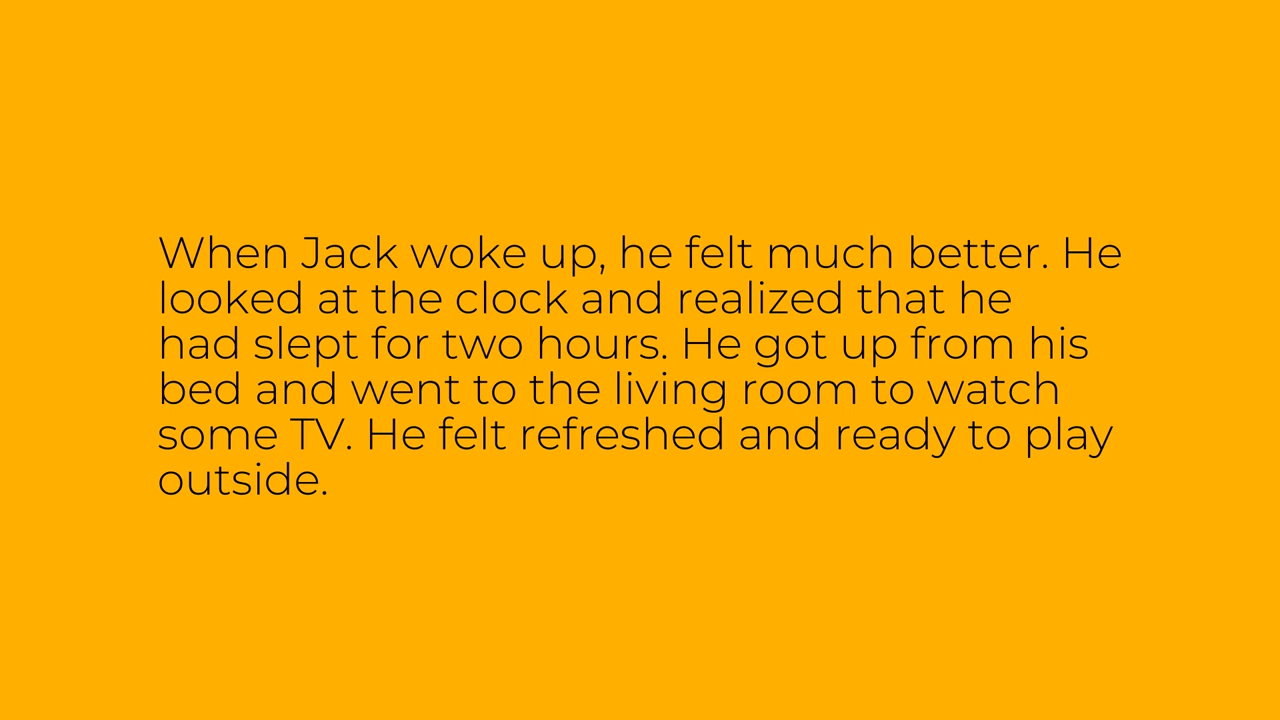 When Jack woke up, he felt much better. He
looked at the clock and realized that he
had slept for two hours. He got up from his
bed and went to the living room to watch
some TV. He felt refreshed and ready to play
outside.